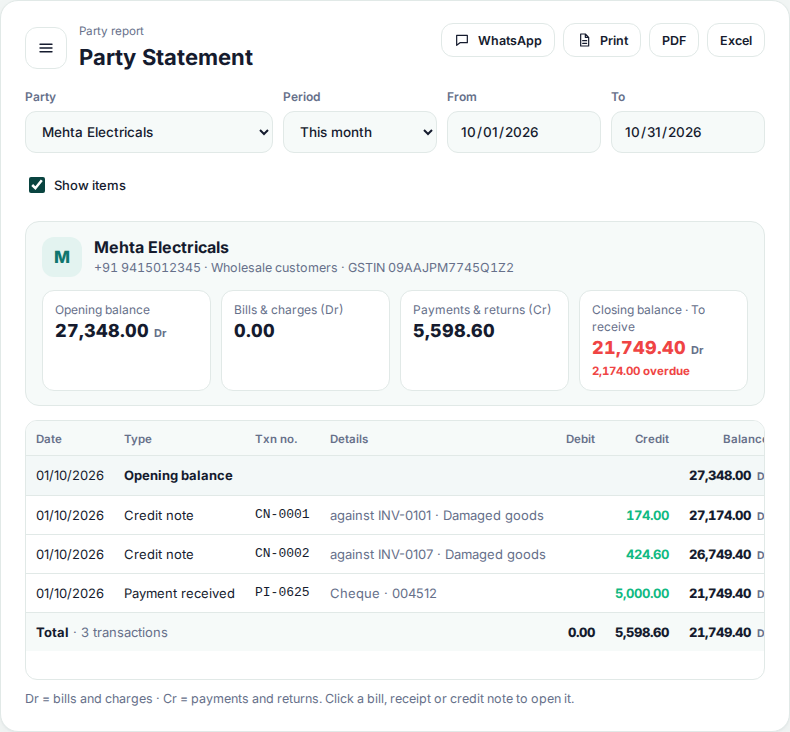 Party report
Party Statement
WhatsApp
Print
PDF
Excel
Party
Period
From
To
Mehta Electricals
This month
10/01/2026
10/31/2026
Show items
M
Mehta Electricals
+91 9415012345 · Wholesale customers · GSTIN 09AAJPM7745Q1Z2
Opening balance
27,348.00 Dr
Bills & charges (Dr)
0.00
Payments & returns (Cr)
5,598.60
Closing balance · To
receive
21,749.40 Dr
2,174.00 overdue
Date Type Txn no. Details Debit Credit Balance
01/10/2026 Opening balance 27,348.00 D
01/10/2026 Credit note CN-0001 against INV-0101 · Damaged goods 174.00 27,174.00 D
01/10/2026 Credit note CN-0002 against INV-0107 · Damaged goods 424.60 26,749.40 D
01/10/2026 Payment received PI-0625 Cheque · 004512 5,000.00 21,749.40 D
Total · 3 transactions 0.00 5,598.60 21,749.40 D
Dr = bills and charges · Cr = payments and returns. Click a bill, receipt or credit note to open it.